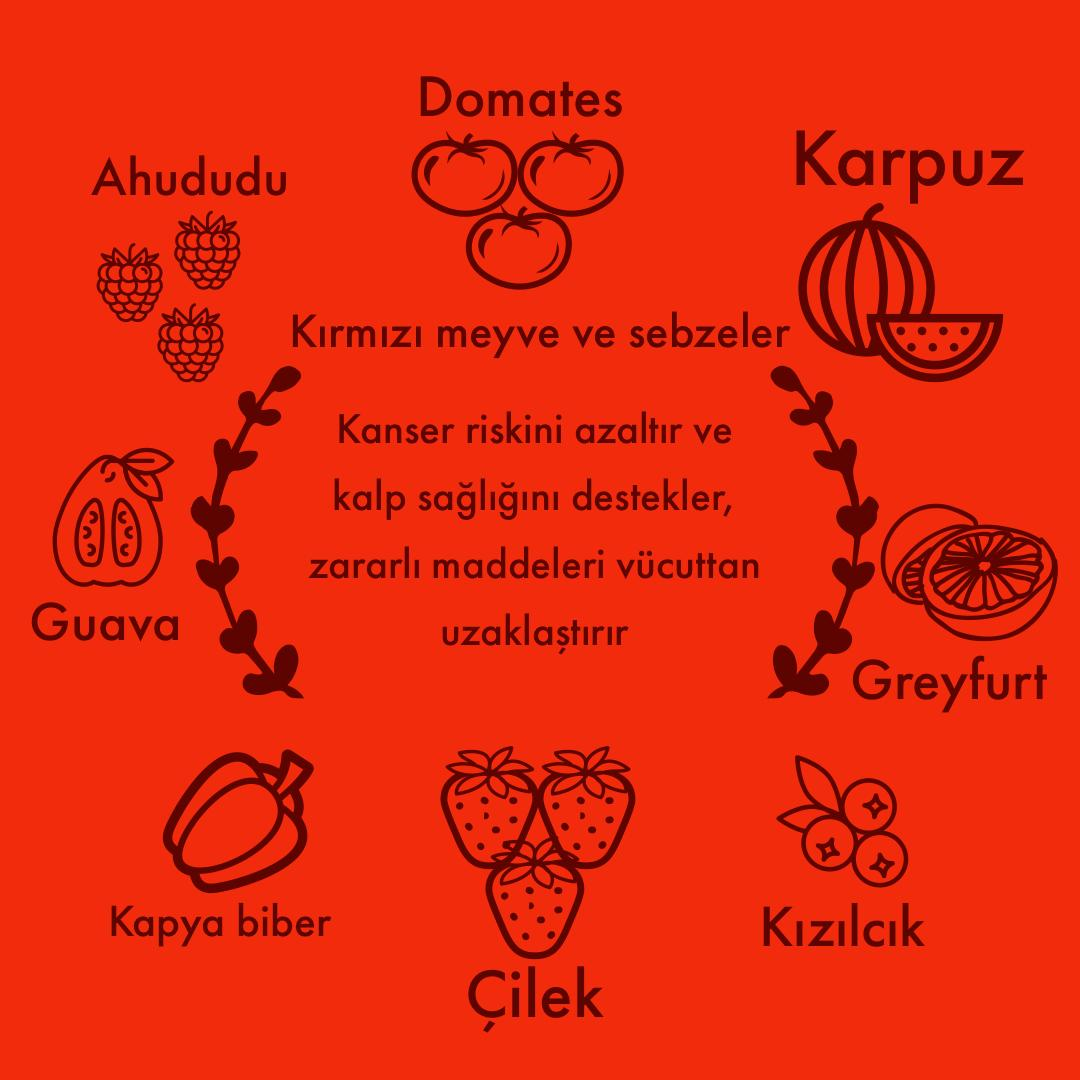 Domates
Karpuz
Ahududu
Kırmızı meyve ve sebzeler
Kanser riskini azaltır ve
kalp sağlığını destekler,
zararlı maddeleri vücuttan
uzaklaştırır
Guava
Greyfurt
Kapya biber
Kızılcık
Çilek